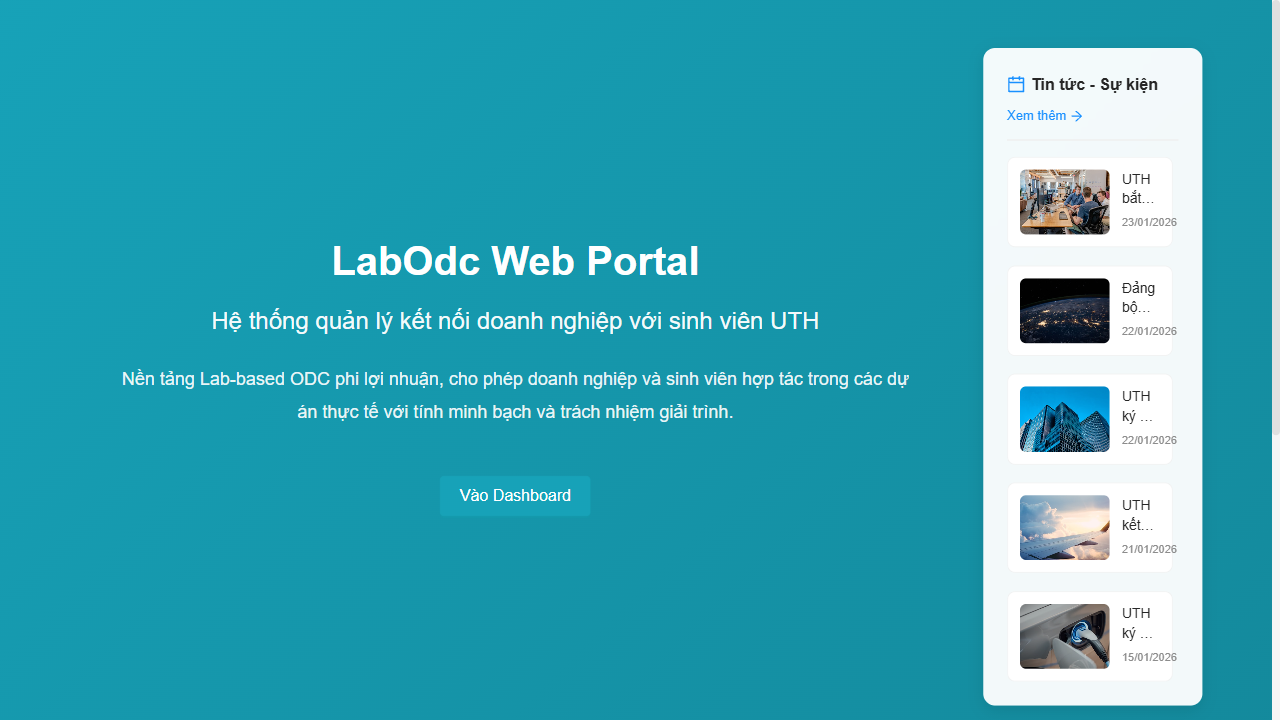 LabOdc Web Portal
Hệ thống quản lý kết nối doanh nghiệp với sinh viên UTH
Nền tảng Lab-based ODC phi lợi nhuận, cho phép doanh nghiệp và sinh viên hợp tác trong các dự
án thực tế với tính minh bạch và trách nhiệm giải trình.
Vào Dashboard
Tin tức - Sự kiện
Xem thêm
UTH
bắt...
23/01/2026
Đảng
bộ...
22/01/2026
UTH
ký ...
22/01/2026
UTH
kết...
21/01/2026
UTH
ký ...
15/01/2026